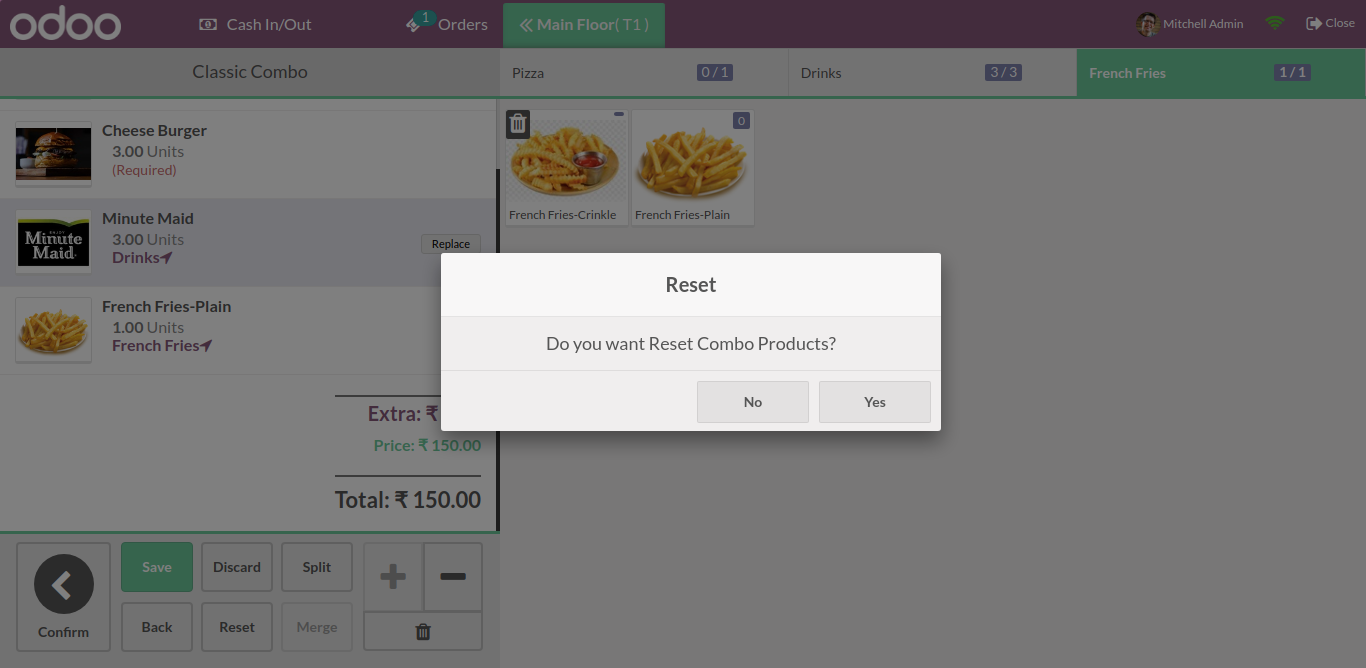 odoo
Cash In/Out
1
Orders
Main Floor( T1 )
Mitchell Admin
Close
Classic Combo
Pizza
0 / 1
Drinks
3 / 3
French Fries
1 / 1
Cheese Burger
3.00 Units
(Required)
ENJOY
Minute
Maid
Minute Maid
3.00 Units
Drinks
Replace
French Fries-Plain
1.00 Units
French Fries
Extra: ₹
Price: ₹ 150.00
Total: ₹ 150.00
0
French Fries-Crinkle
French Fries-Plain
Reset
Do you want Reset Combo Products?
No
Yes
Save
Discard
Split
Confirm
Back
Reset
Merge